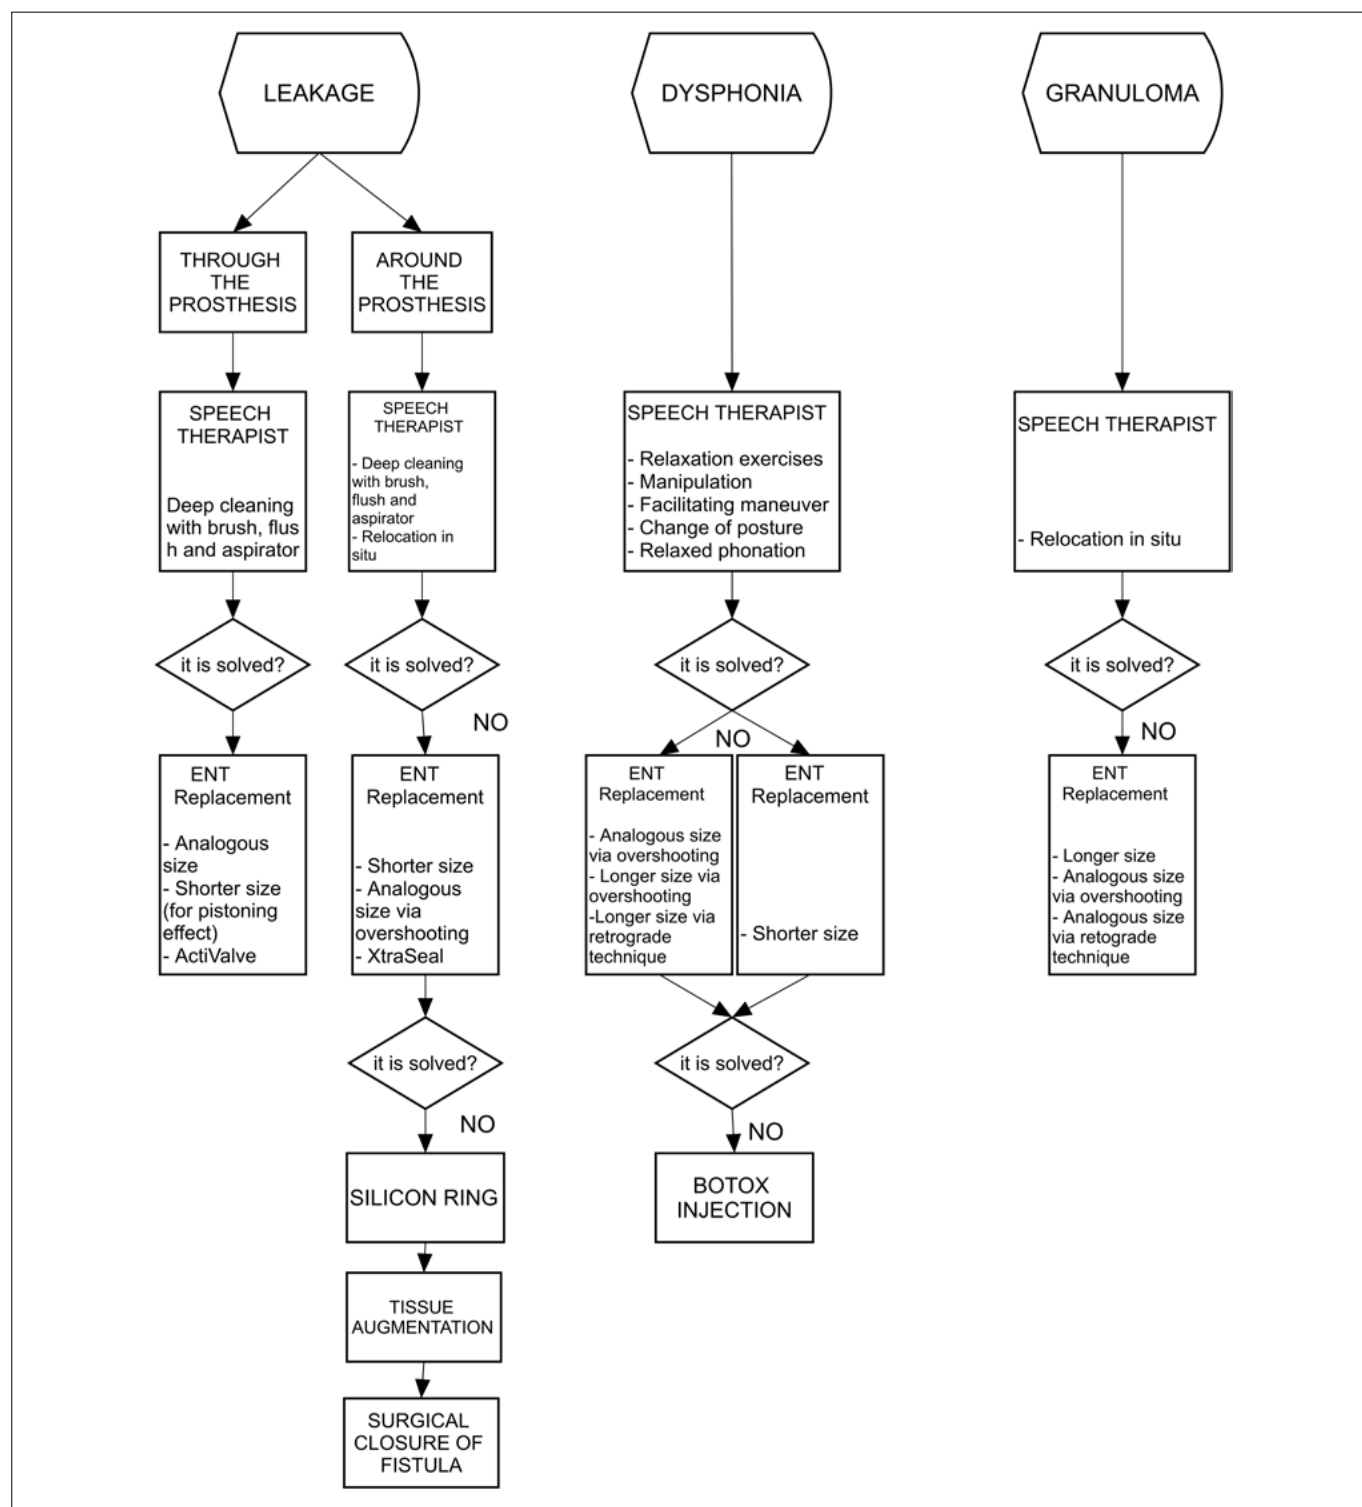 LEAKAGE
THROUGH
THE
PROSTHESIS
SPEECH
THERAPIST
Deep cleaning
with brush, flus
h and aspirator
it is solved?
ENT
Replacement
- Analogous
size
- Shorter size
(for pistoning
effect)
- ActiValve
AROUND
THE
PROSTHESIS
SPEECH
THERAPIST
- Deep cleaning
with brush,
flush and
aspirator
- Relocation in
situ
it is solved?
NO
ENT
Replacement
- Shorter size
- Analogous
size via
overshooting
- XtraSeal
it is solved?
NO
SILICON RING
TISSUE
AUGMENTATION
SURGICAL
CLOSURE OF
FISTULA
DYSPHONIA
SPEECH THERAPIST
- Relaxation exercises
- Manipulation
- Facilitating maneuver
- Change of posture
- Relaxed phonation
it is solved?
NO
ENT
Replacement
- Analogous size
via overshooting
- Longer size via
overshooting
-Longer size via
retrograde
technique
ENT
Replacement
- Shorter size
it is solved?
NO
BOTOX
INJECTION
GRANULOMA
SPEECH THERAPIST
- Relocation in situ
it is solved?
NO
ENT
Replacement
- Longer size
- Analogous size
via overshooting
- Analogous size
via retograde
technique